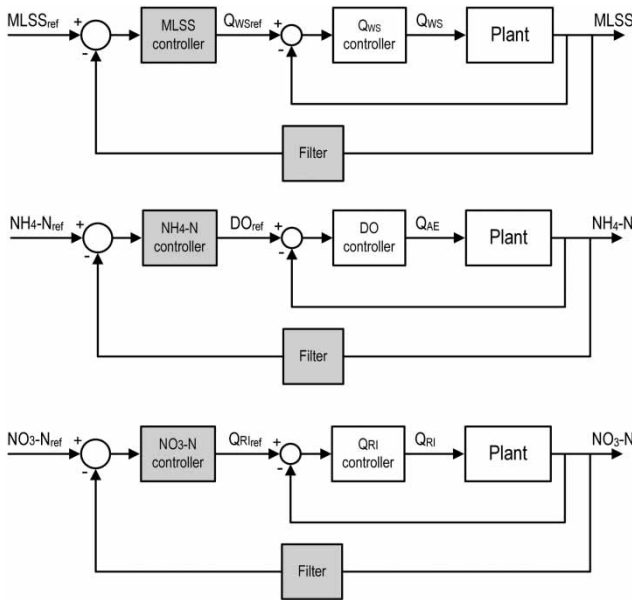 MLSSref
+
-
MLSS
controller
QWSref
+
-
QWS
controller
QWS
Plant
MLSS
Filter
NH4-Nref
+
-
NH4-N
controller
DOref
+
-
DO
controller
QAE
Plant
NH4-N
Filter
NO3-Nref
+
-
NO3-N
controller
QRIref
+
-
QRI
controller
QRI
Plant
NO3-N
Filter